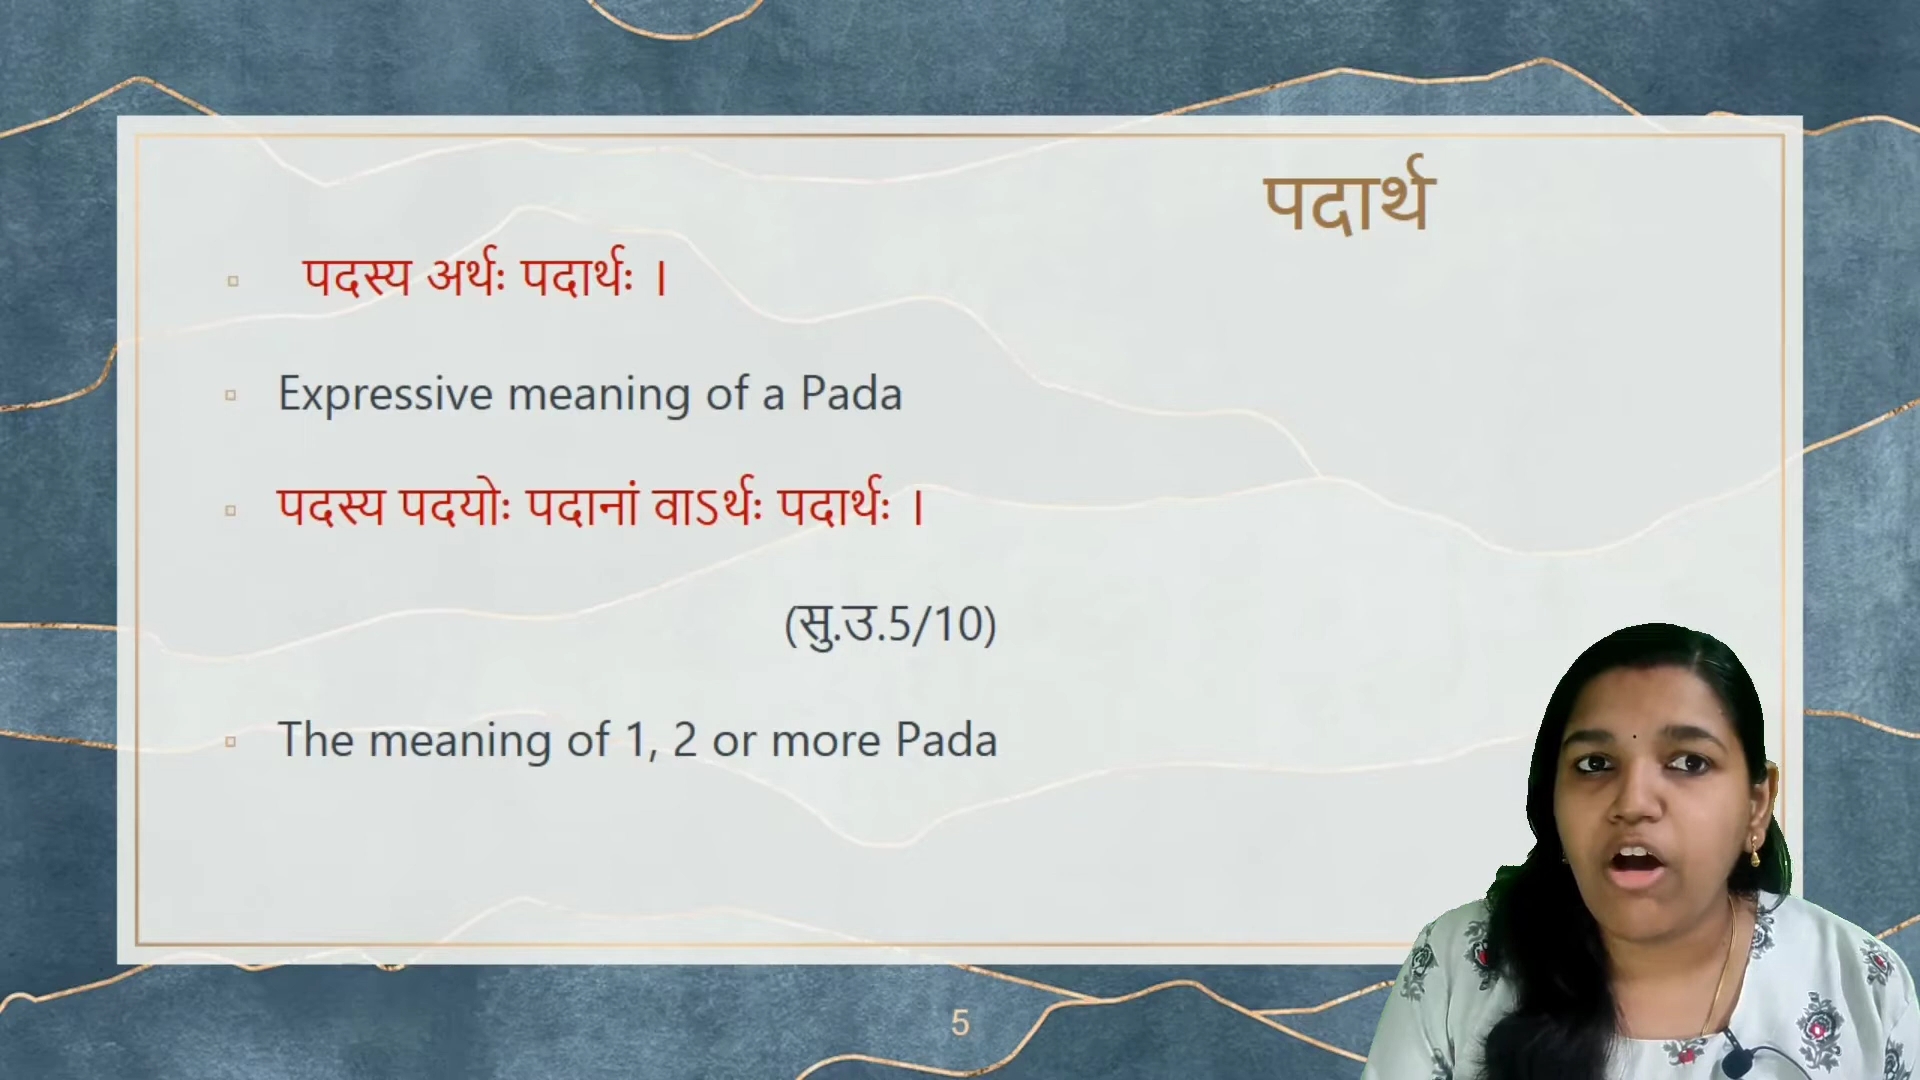 पदार्थ
पदस्य अर्थः पदार्थः ।
Expressive meaning of a Pada
पदस्य पदयोः पदानां वाऽर्थः पदार्थः ।
(सु.उ.5/10)
The meaning of 1, 2 or more Pada
5